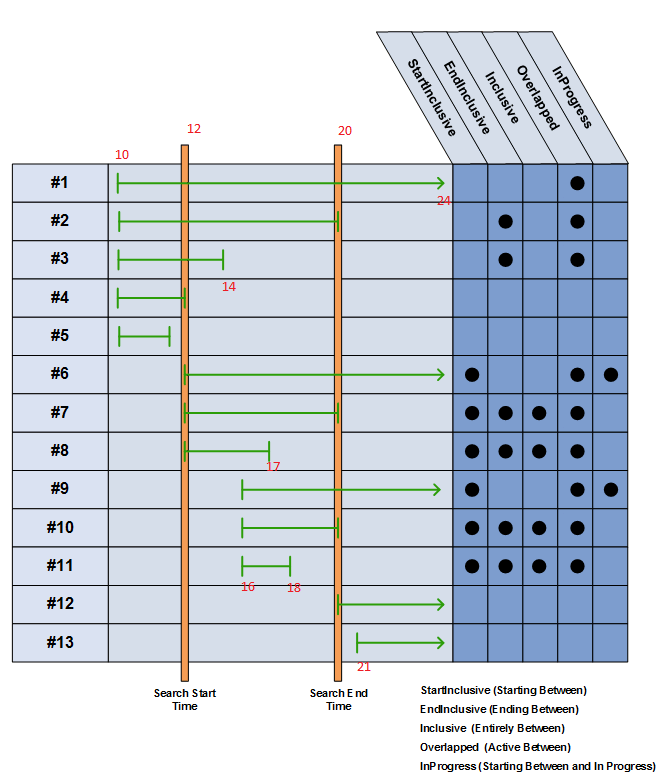 StartInclusive
EndInclusive
Inclusive
Overlapped
InProgress
12
20
10
#1
24
#2
#3
14
#4
#5
#6
#7
#8
17
#9
#10
#11
16
18
#12
#13
21
Search Start
Time
Search End
Time
StartInclusive (Starting Between)
EndInclusive (Ending Between)
Inclusive (Entirely Between)
Overlapped (Active Between)
InProgress (Starting Between and In Progress)